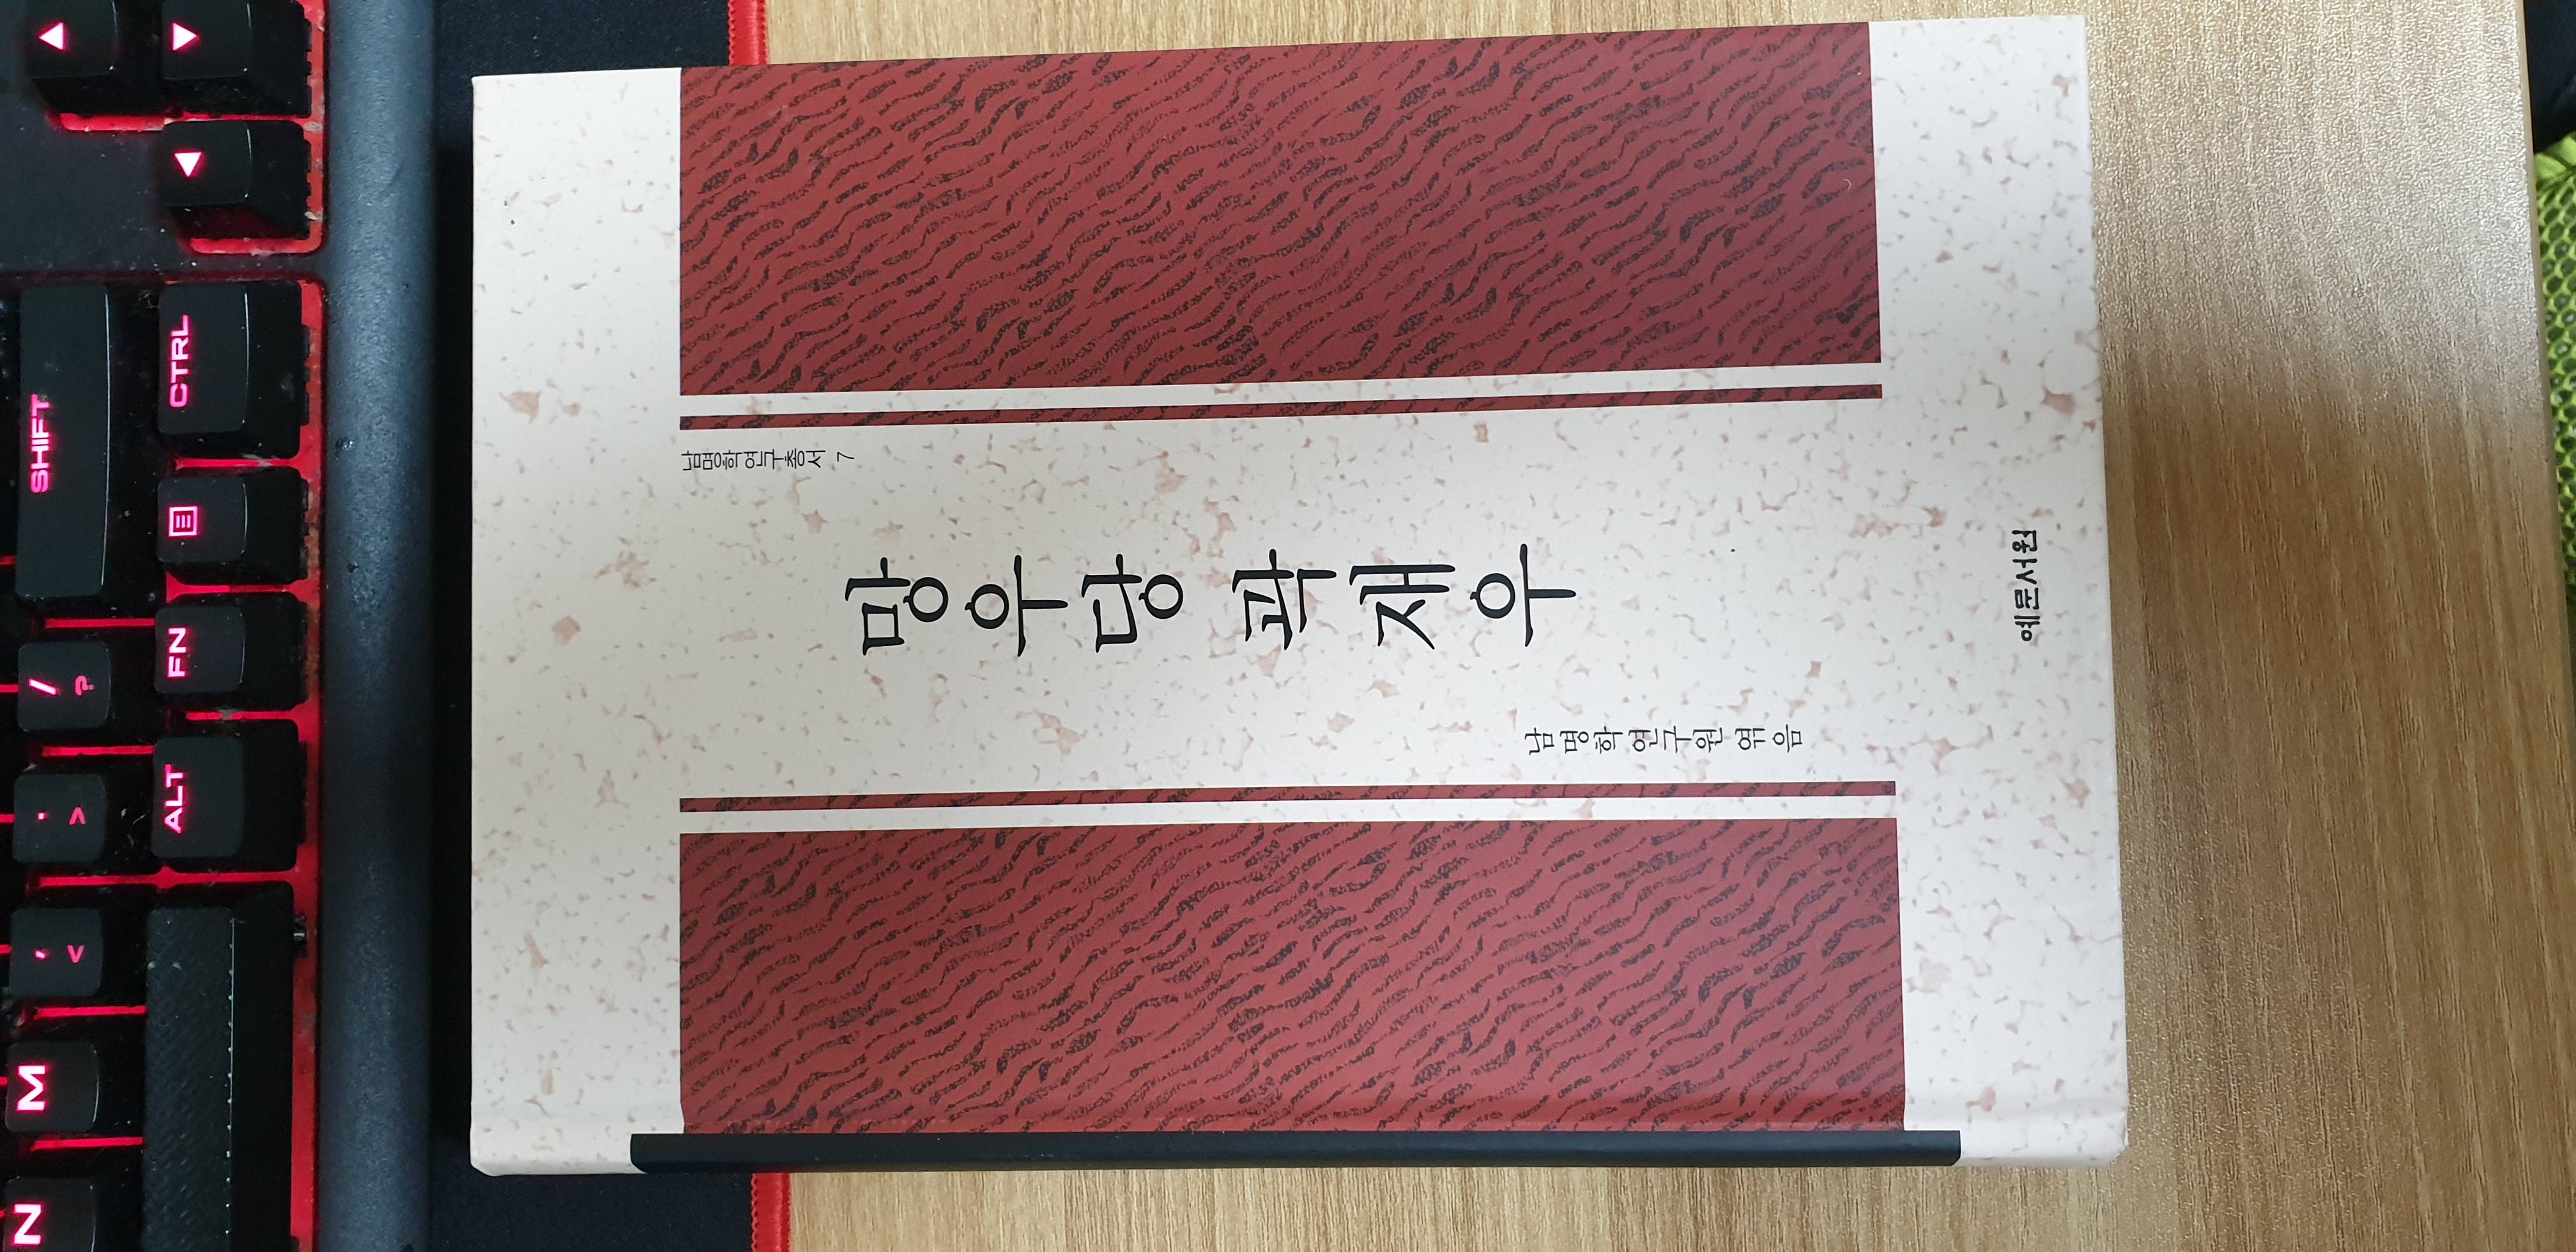 남명학연구총서 7
망우당 곽재우
남명학연구원 엮음
예문서원
SHIFT
CTRL
/ ?
FN
. >
ALT
, <
M
N